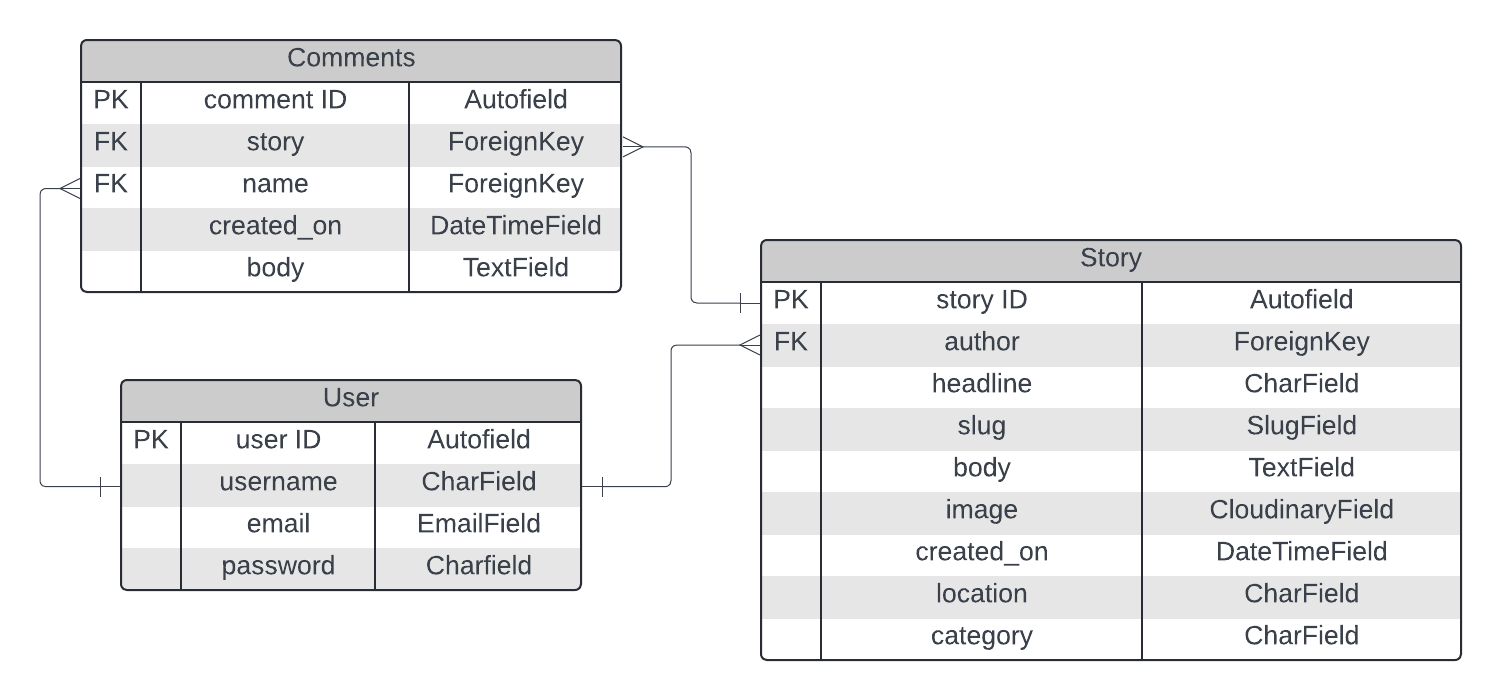 Comments
PK comment ID Autofield
FK story ForeignKey
FK name ForeignKey
created_on DateTimeField
body TextField
Story
PK story ID Autofield
FK author ForeignKey
headline CharField
slug SlugField
body TextField
image CloudinaryField
created_on DateTimeField
location CharField
category CharField
User
PK user ID Autofield
username CharField
email EmailField
password Charfield